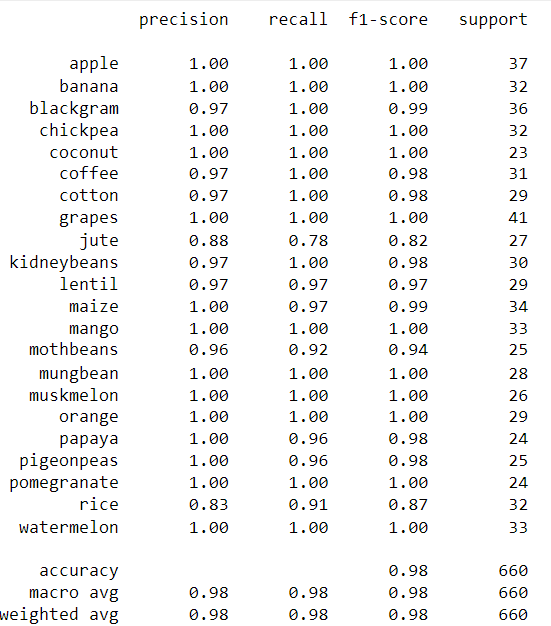 precision recall f1-score support
apple 1.00 1.00 1.00 37
banana 1.00 1.00 1.00 32
blackgram 0.97 1.00 0.99 36
chickpea 1.00 1.00 1.00 32
coconut 1.00 1.00 1.00 23
coffee 0.97 1.00 0.98 31
cotton 0.97 1.00 0.98 29
grapes 1.00 1.00 1.00 41
jute 0.88 0.78 0.82 27
kidneybeans 0.97 1.00 0.98 30
lentil 0.97 0.97 0.97 29
maize 1.00 0.97 0.99 34
mango 1.00 1.00 1.00 33
mothbeans 0.96 0.92 0.94 25
mungbean 1.00 1.00 1.00 28
muskmelon 1.00 1.00 1.00 26
orange 1.00 1.00 1.00 29
papaya 1.00 0.96 0.98 24
pigeonpeas 1.00 0.96 0.98 25
pomegranate 1.00 1.00 1.00 24
rice 0.83 0.91 0.87 32
watermelon 1.00 1.00 1.00 33
accuracy 0.98 660
macro avg 0.98 0.98 0.98 660
weighted avg 0.98 0.98 0.98 660